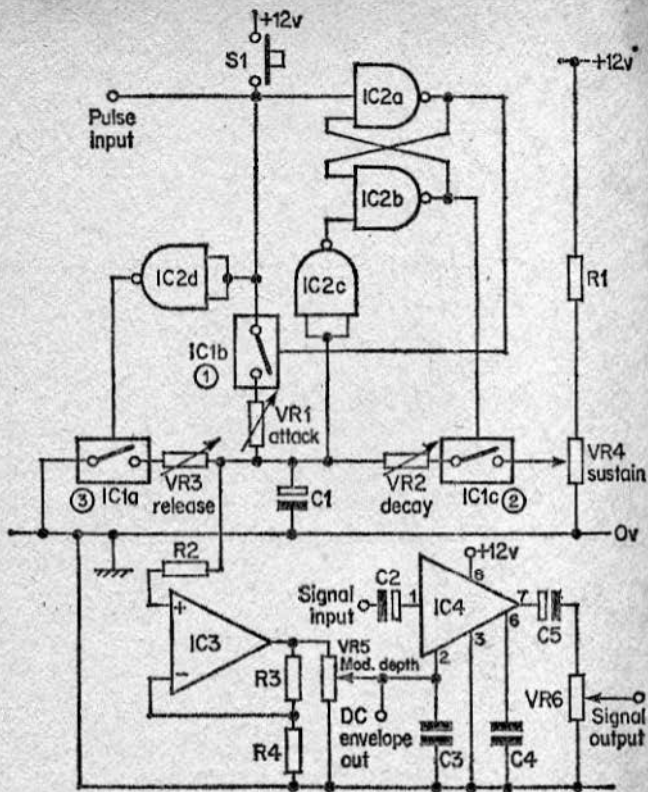 +12v
S1
+12v
Pulse
input
IC2a
IC2b
IC2d
IC2c
R1
IC1b
①
VR1
attack
VR4
sustain
③ IC1a
VR3
release
C1
VR2
decay
IC1c ②
0v
R2
+12v
Signal
input
C2
1
6
IC4
7
C5
+
IC3
−
R3
VR5
Mod. depth
2
3
6
VR6
Signal
output
DC
envelope
out
R4
C3
C4